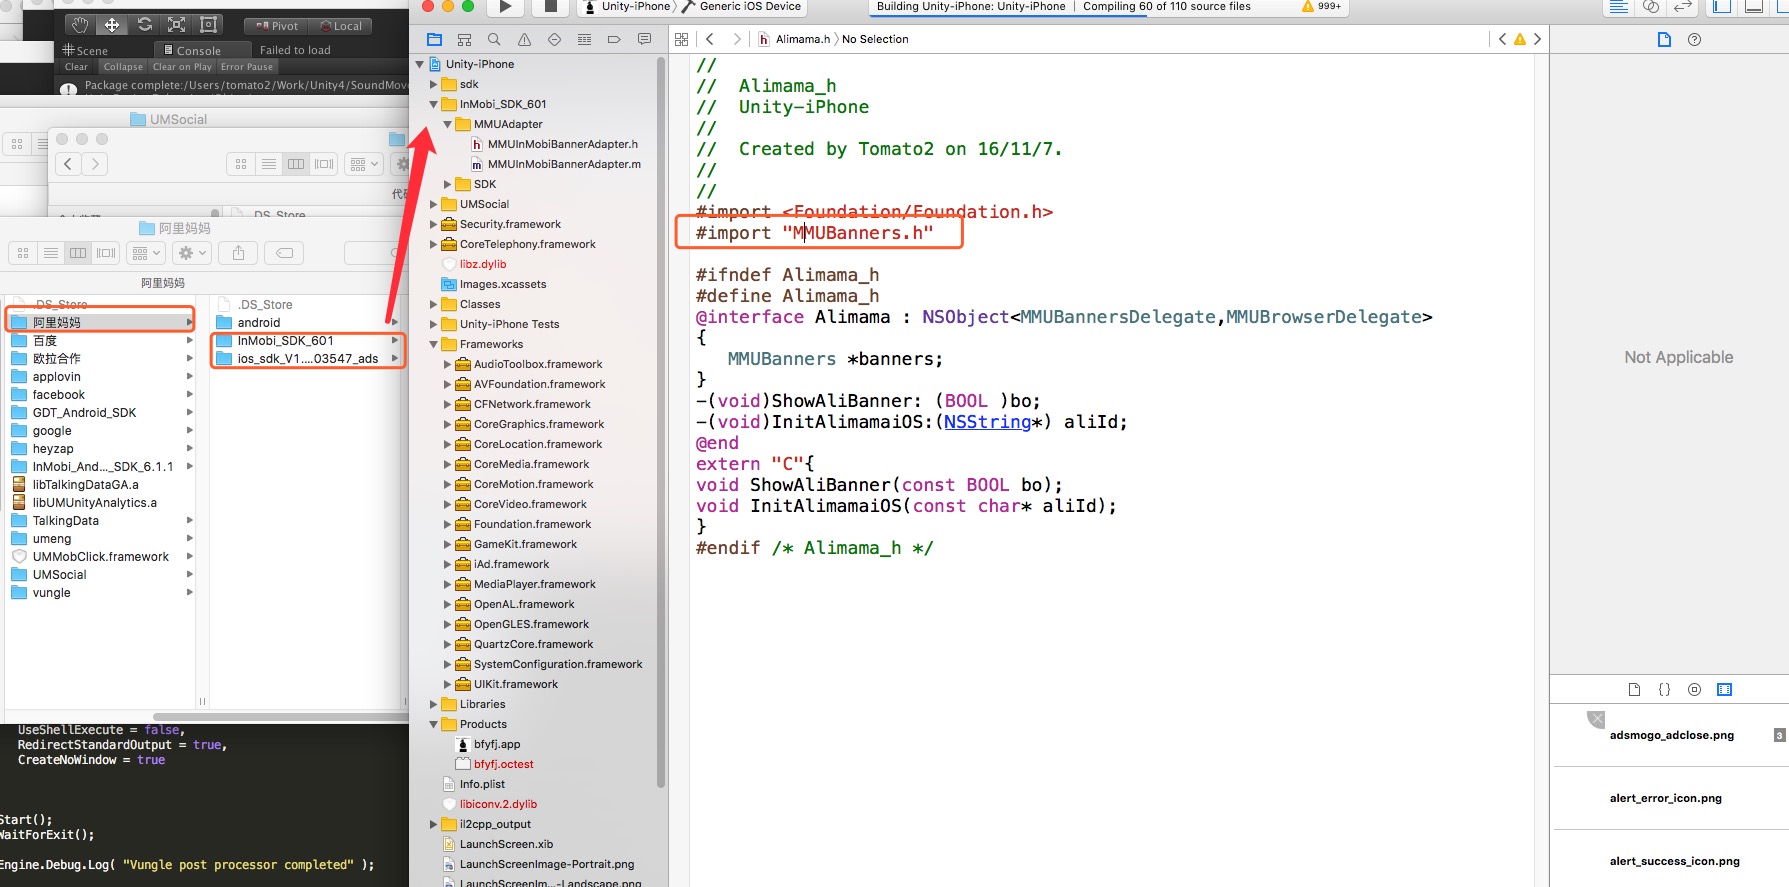 Pivot
Local
Scene
Console
Failed to load
Clear
Collapse
Clear on Play
Error Pause
Package complete:/Users/tomato2/Work/Unity4/SoundMov
UMSocial
.DS_Store
阿里妈妈
阿里妈妈
.DS_Store
阿里妈妈
百度
欧拉合作
applovin
facebook
GDT_Android_SDK
google
heyzap
InMobi_And..._SDK_6.1.1
libTalkingDataGA.a
libUMUnityAnalytics.a
TalkingData
umeng
UMMobClick.framework
UMSocial
vungle
.DS_Store
android
InMobi_SDK_601
ios_sdk_V1....03547_ads
UseShellExecute = false,
RedirectStandardOutput = true,
CreateNoWindow = true
Start();
WaitForExit();
Engine.Debug.Log( "Vungle post processor completed" );
Unity-iPhone
Generic iOS Device
Building Unity-iPhone: Unity-iPhone | Compiling 60 of 110 source files
999+
Unity-iPhone
sdk
InMobi_SDK_601
MMUAdapter
MMUInMobiBannerAdapter.h
MMUInMobiBannerAdapter.m
SDK
UMSocial
Security.framework
CoreTelephony.framework
libz.dylib
Images.xcassets
Classes
Unity-iPhone Tests
Frameworks
AudioToolbox.framework
AVFoundation.framework
CFNetwork.framework
CoreGraphics.framework
CoreLocation.framework
CoreMedia.framework
CoreMotion.framework
CoreVideo.framework
Foundation.framework
GameKit.framework
iAd.framework
MediaPlayer.framework
OpenAL.framework
OpenGLES.framework
QuartzCore.framework
SystemConfiguration.framework
UIKit.framework
Libraries
Products
bfyfj.app
bfyfj.octest
Info.plist
libiconv.2.dylib
il2cpp_output
LaunchScreen.xib
LaunchScreenImage-Portrait.png
LaunchScreenIm...-Landscape.png
Alimama.h
No Selection
//
// Alimama_h
// Unity-iPhone
//
// Created by Tomato2 on 16/11/7.
//
//
#import <Foundation/Foundation.h>
#import "MMUBanners.h"
#ifndef Alimama_h
#define Alimama_h
@interface Alimama : NSObject<MMUBannersDelegate,MMUBrowserDelegate>
{
MMUBanners *banners;
}
-(void)ShowAliBanner: (BOOL )bo;
-(void)InitAlimamaiOS:(NSString*) aliId;
@end
extern "C"{
void ShowAliBanner(const BOOL bo);
void InitAlimamaiOS(const char* aliId);
}
#endif /* Alimama_h */
Not Applicable
adsmogo_adclose.png
3
alert_error_icon.png
alert_success_icon.png